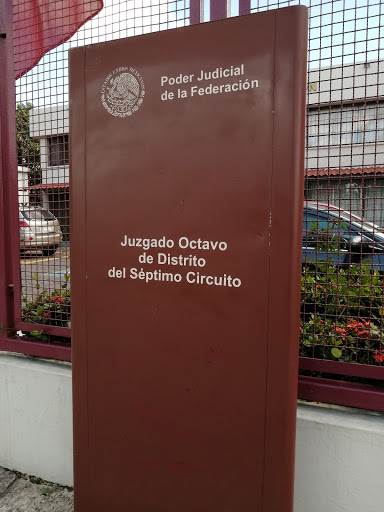 Poder Judicial
de la Federación
Juzgado Octavo
de Distrito
del Séptimo Circuito